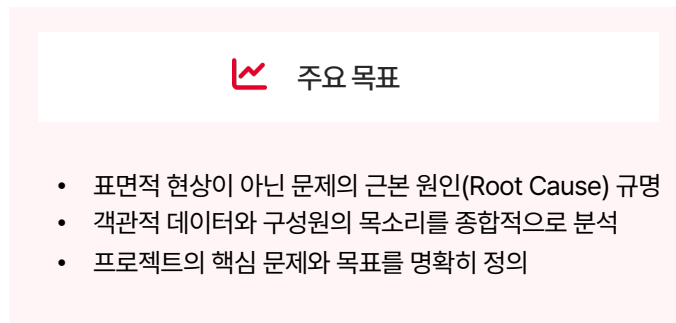 주요 목표
• 표면적 현상이 아닌 문제의 근본 원인(Root Cause) 규명
• 객관적 데이터와 구성원의 목소리를 종합적으로 분석
• 프로젝트의 핵심 문제와 목표를 명확히 정의